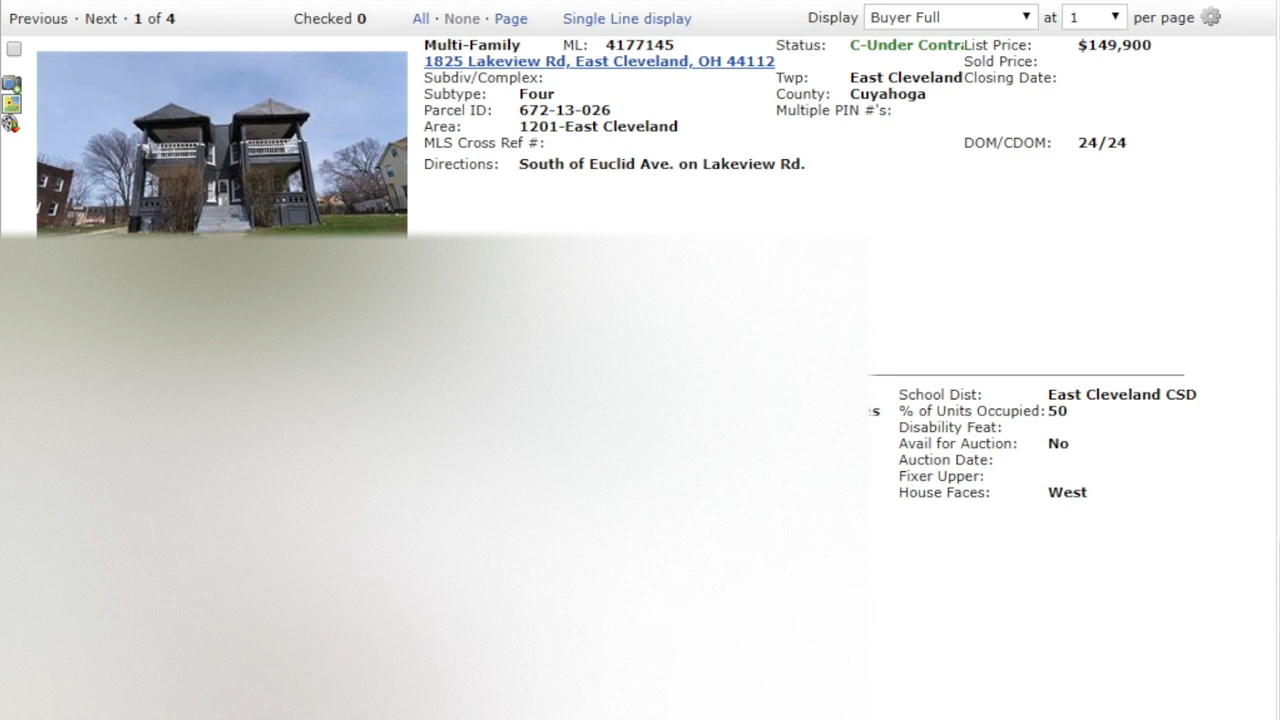 Previous · Next · 1 of 4 Checked 0 All · None · Page Single Line display Display Buyer Full at 1 per page
Multi-Family ML: 4177145 Status: C-Under Contra List Price: $149,900
1825 Lakeview Rd, East Cleveland, OH 44112 Sold Price:
Subdiv/Complex: Twp: East Cleveland Closing Date:
Subtype: Four County: Cuyahoga
Parcel ID: 672-13-026 Multiple PIN #'s:
Area: 1201-East Cleveland
MLS Cross Ref #: DOM/CDOM: 24/24
Directions: South of Euclid Ave. on Lakeview Rd.
School Dist: East Cleveland CSD
s % of Units Occupied: 50
Disability Feat:
Avail for Auction: No
Auction Date:
Fixer Upper:
House Faces: West